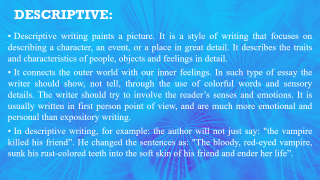 DESCRIPTIVE:
• Descriptive writing paints a picture. It is a style of writing that focuses on
describing a character, an event, or a place in great detail. It describes the traits
and characteristics of people, objects and feelings in detail.
• It connects the outer world with our inner feelings. In such type of essay the
writer should show, not tell, through the use of colorful words and sensory
details. The writer should try to involve the reader's senses and emotions. It is
usually written in first person point of view, and are much more emotional and
personal than expository writing.
• In descriptive writing, for example: the author will not just say: "the vampire
killed his friend". He changed the sentences as: "The bloody, red-eyed vampire,
sunk his rust-colored teeth into the soft skin of his friend and ender her life".